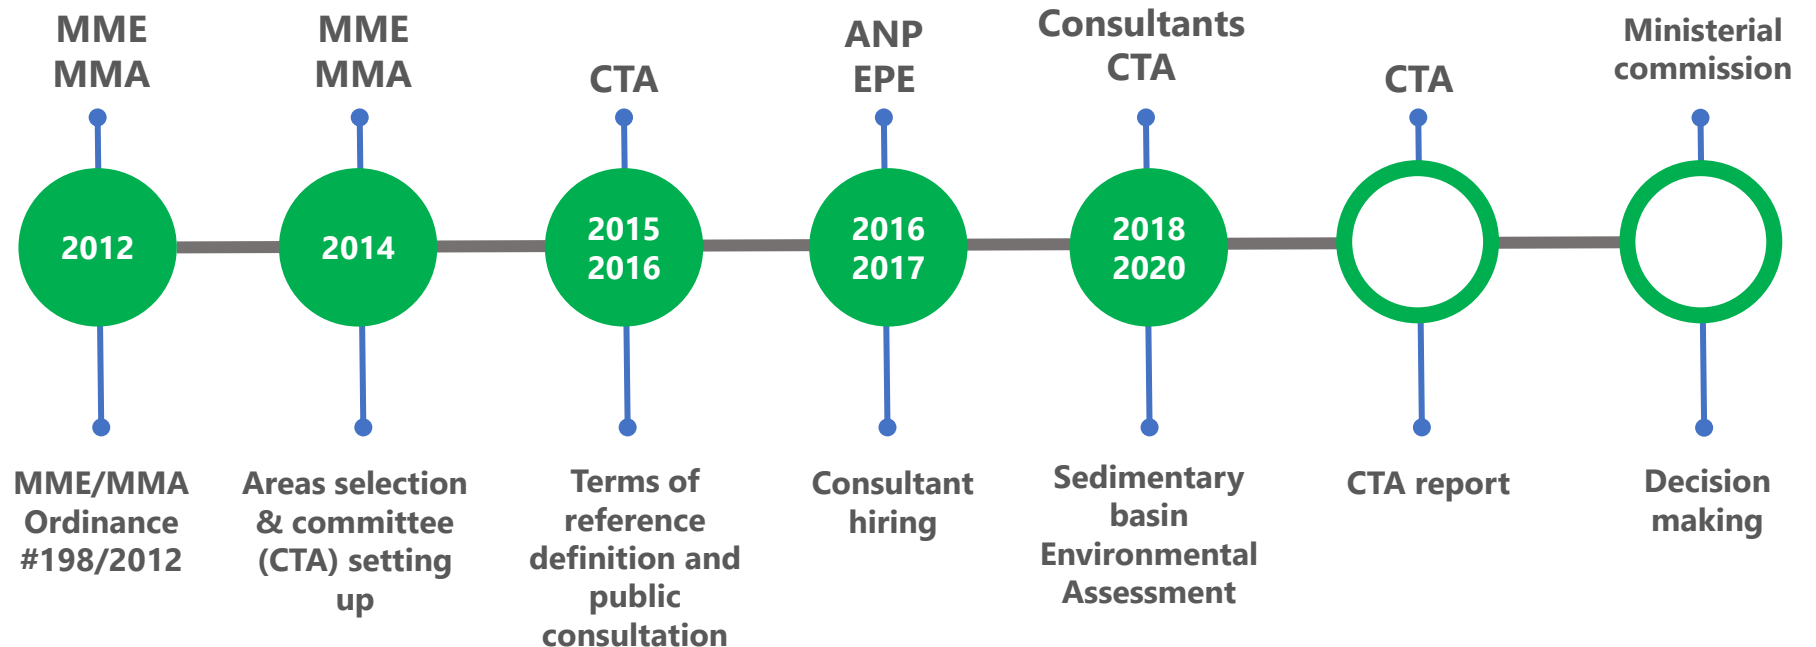 MME
MMA
MME
MMA
CTA
ANP
EPE
Consultants
CTA
CTA
Ministerial
commission
2012
2014
2015
2016
2016
2017
2018
2020
MME/MMA
Ordinance
#198/2012
Areas selection
& committee
(CTA) setting
up
Terms of
reference
definition and
public
consultation
Consultant
hiring
Sedimentary
basin
Environmental
Assessment
CTA report
Decision
making